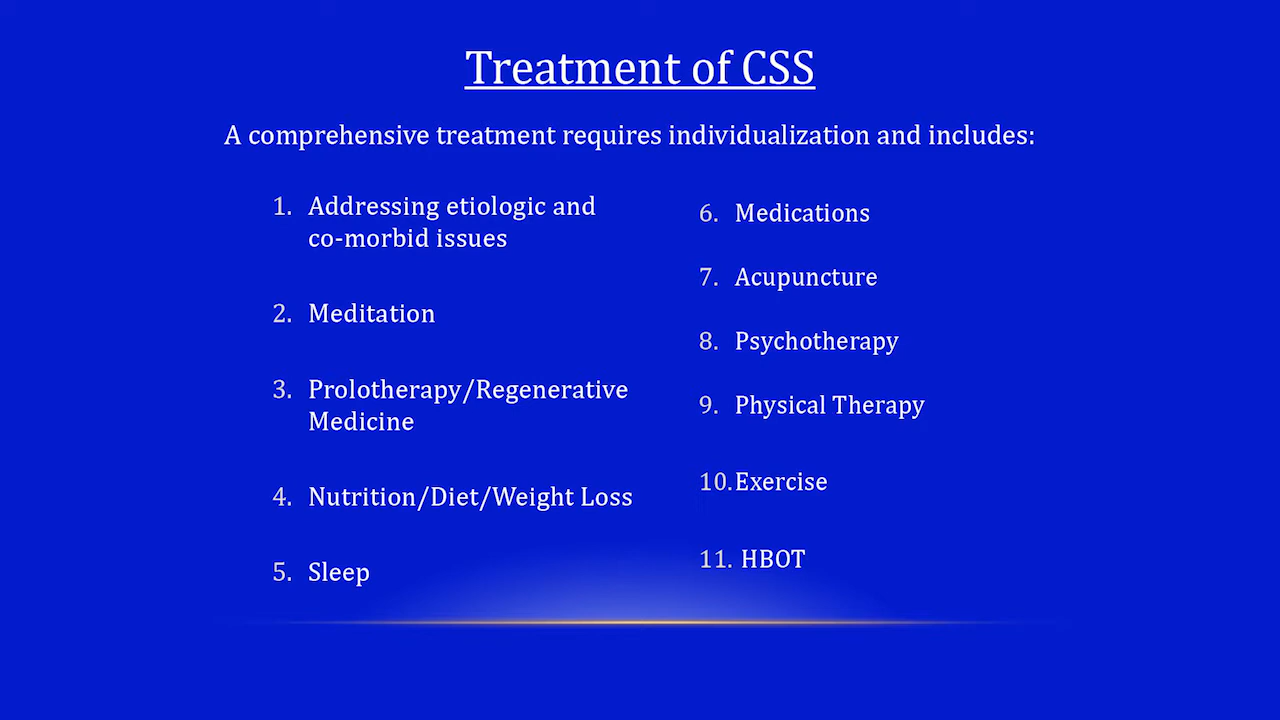 Treatment of CSS
A comprehensive treatment requires individualization and includes:
1. Addressing etiologic and
co-morbid issues
2. Meditation
3. Prolotherapy/Regenerative
Medicine
4. Nutrition/Diet/Weight Loss
5. Sleep
6. Medications
7. Acupuncture
8. Psychotherapy
9. Physical Therapy
10.Exercise
11. HBOT